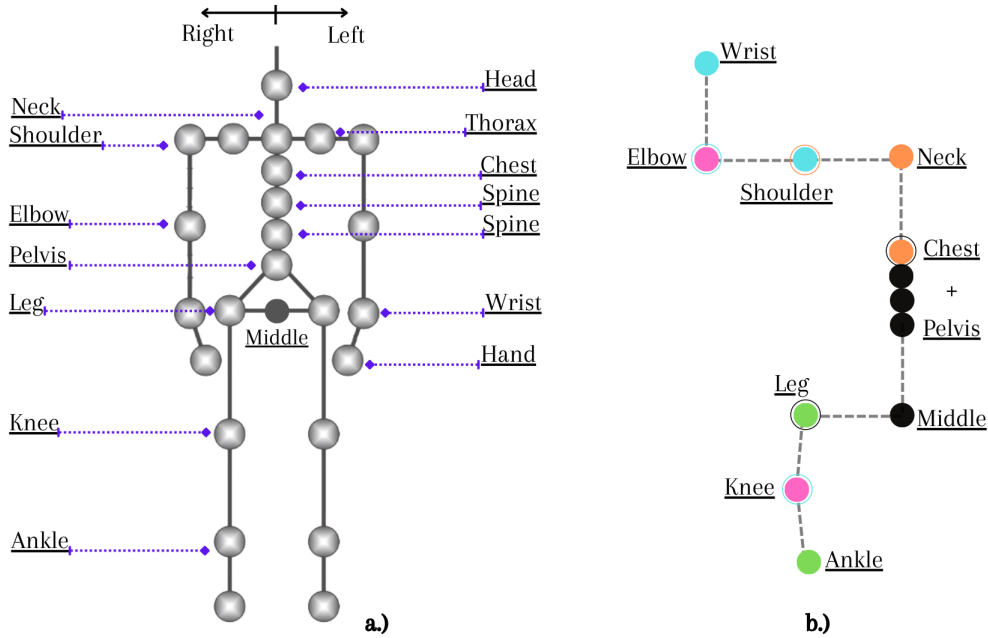 Right
Left
Neck
Shoulder
Elbow
Pelvis
Leg
Knee
Ankle
Head
Thorax
Chest
Spine
Spine
Wrist
Hand
Middle
a.)
Wrist
Elbow
Shoulder
Neck
Chest
+
Pelvis
Leg
Middle
Knee
Ankle
b.)